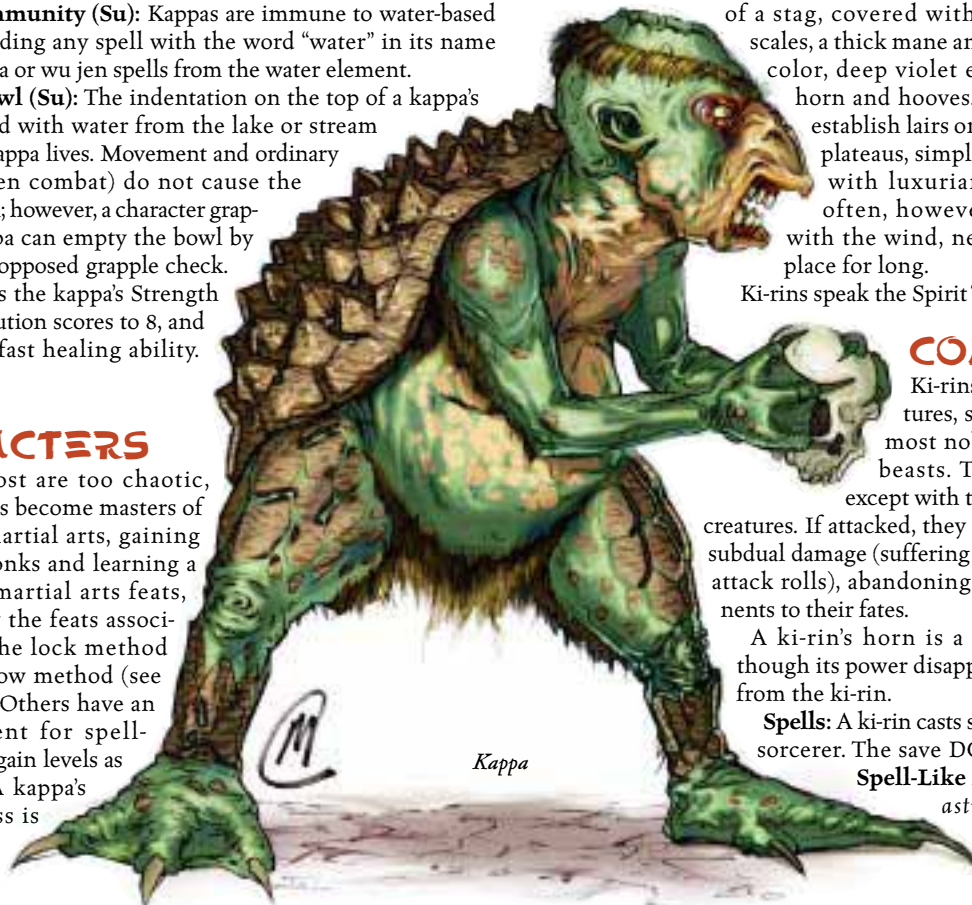 mmunity (Su): Kappas are immune to water-based
ding any spell with the word “water” in its name
a or wu jen spells from the water element.
wl (Su): The indentation on the top of a kappa's
d with water from the lake or stream
appa lives. Movement and ordinary
en combat) do not cause the
; however, a character grap-
pa can empty the bowl by
opposed grapple check.
s the kappa's Strength
ution scores to 8, and
fast healing ability.
CTERS
ost are too chaotic,
s become masters of
artial arts, gaining
onks and learning a
martial arts feats,
y the feats associ-
he lock method
ow method (see
Others have an
ent for spell-
gain levels as
A kappa's
ss is
M
Kappa
of a stag, covered with
scales, a thick mane an
color, deep violet e
horn and hooves.
establish lairs or
plateaus, simpl
with luxurian
often, howeve
with the wind, ne
place for long.
Ki-rins speak the Spirit
CO
Ki-rins
tures, s
most no
beasts. T
except with t
creatures. If attacked, they
subdual damage (suffering
attack rolls), abandoning
nents to their fates.
A ki-rin's horn is a
though its power disapp
from the ki-rin.
Spells: A ki-rin casts s
sorcerer. The save DC
Spell-Like
ast